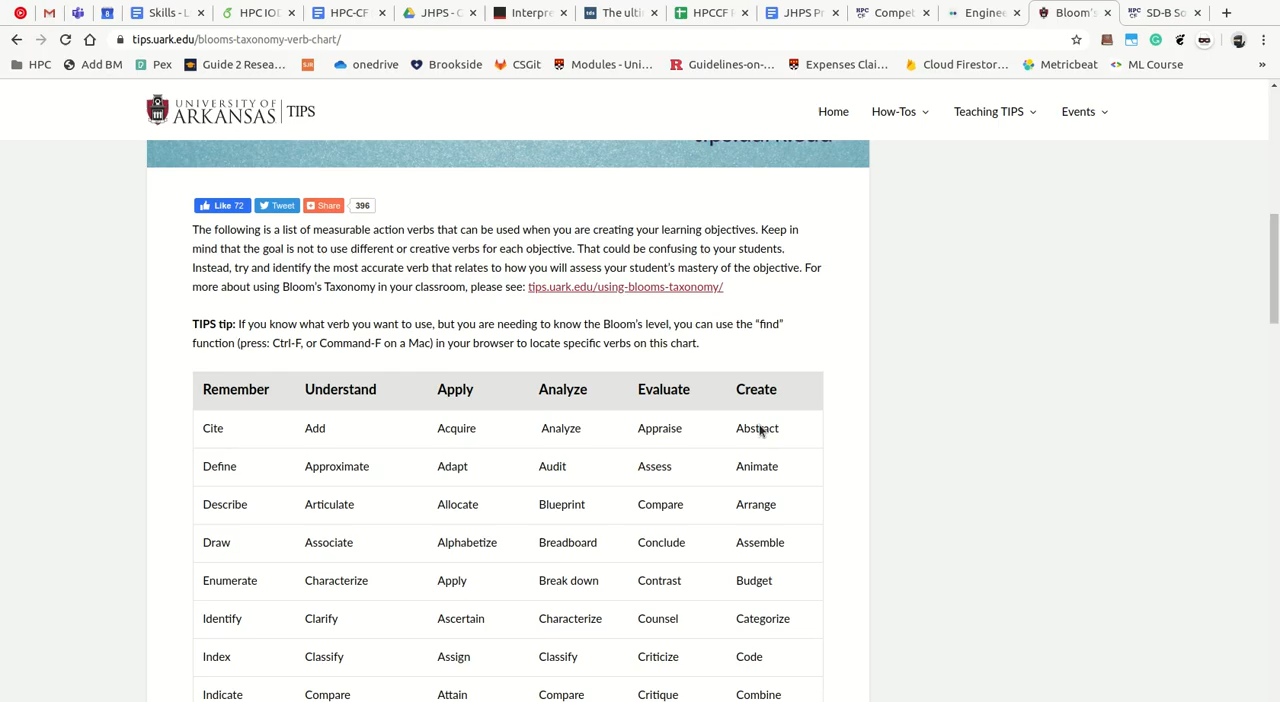 Skills - L
HPC IOD
HPC-CF
JHPS - C
Interpre
The ulti
HPCCF P
JHPS Pr
Compet
Engine
Bloom's
SD-B So
tips.uark.edu/blooms-taxonomy-verb-chart/
HPC
Add BM
Pex
Guide 2 Resea...
SJR
onedrive
Brookside
CSGit
Modules - Uni...
Guidelines-on-...
Expenses Clai...
Cloud Firestor...
Metricbeat
ML Course
»
UNIVERSITY OF
ARKANSAS
TIPS
Home
How-Tos
Teaching TIPS
Events
Like 72
Tweet
Share
396
The following is a list of measurable action verbs that can be used when you are creating your learning objectives. Keep in
mind that the goal is not to use different or creative verbs for each objective. That could be confusing to your students.
Instead, try and identify the most accurate verb that relates to how you will assess your student's mastery of the objective. For
more about using Bloom's Taxonomy in your classroom, please see: tips.uark.edu/using-blooms-taxonomy/
TIPS tip: If you know what verb you want to use, but you are needing to know the Bloom's level, you can use the "find"
function (press: Ctrl-F, or Command-F on a Mac) in your browser to locate specific verbs on this chart.
Remember Understand Apply Analyze Evaluate Create
Cite Add Acquire Analyze Appraise Abstract
Define Approximate Adapt Audit Assess Animate
Describe Articulate Allocate Blueprint Compare Arrange
Draw Associate Alphabetize Breadboard Conclude Assemble
Enumerate Characterize Apply Break down Contrast Budget
Identify Clarify Ascertain Characterize Counsel Categorize
Index Classify Assign Classify Criticize Code
Indicate Compare Attain Compare Critique Combine